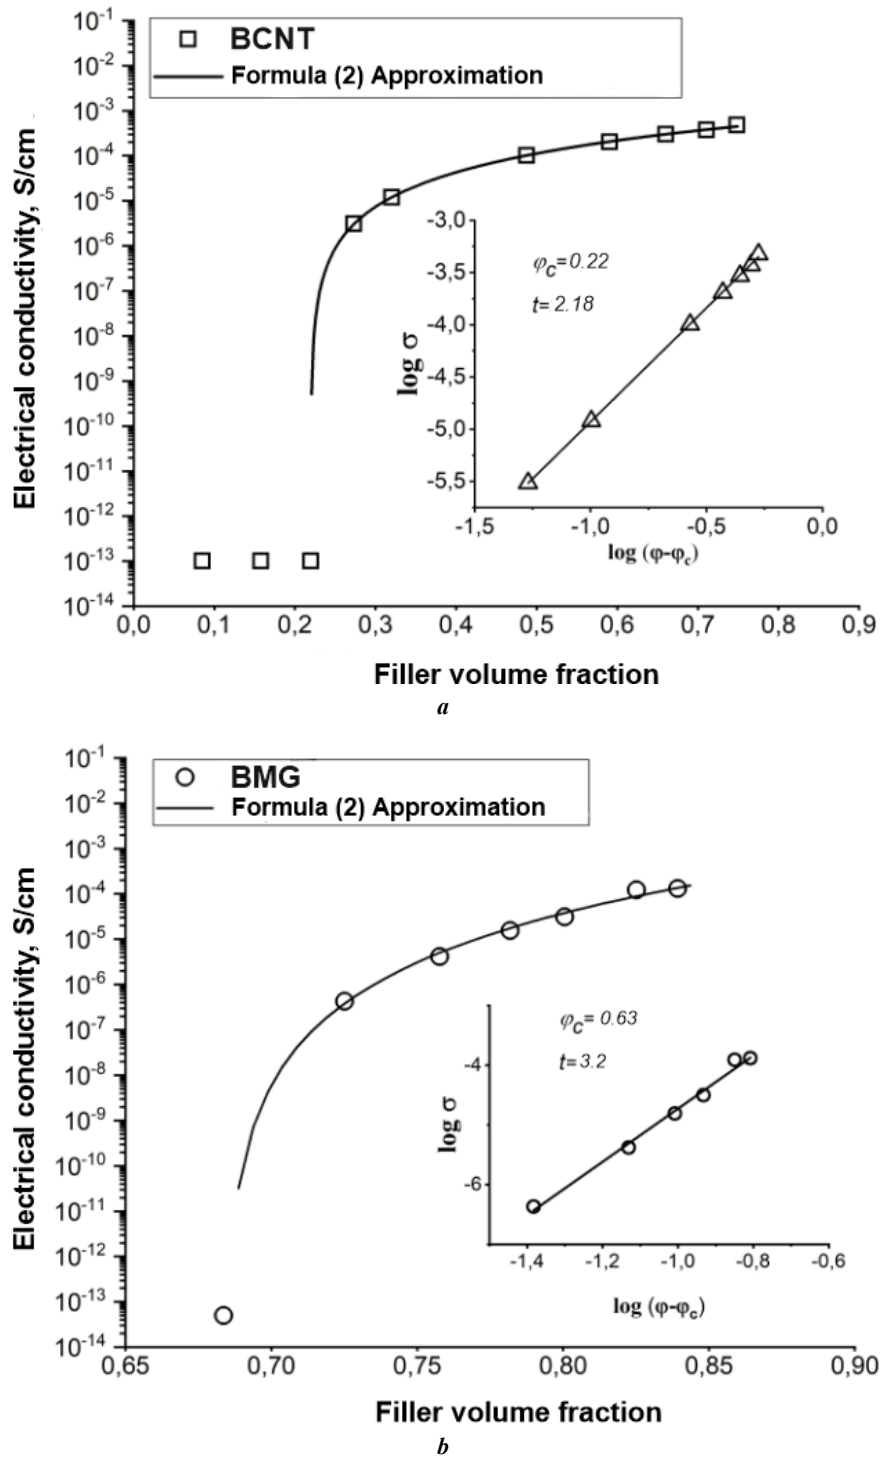 BCNT
Formula (2) Approximation
Electrical conductivity, S/cm
10⁻¹
10⁻²
10⁻³
10⁻⁴
10⁻⁵
10⁻⁶
10⁻⁷
10⁻⁸
10⁻⁹
10⁻¹⁰
10⁻¹¹
10⁻¹²
10⁻¹³
10⁻¹⁴
0,0 0,1 0,2 0,3 0,4 0,5 0,6 0,7 0,8 0,9
Filler volume fraction
φc=0.22
t=2.18
log σ
-3,0
-3,5
-4,0
-4,5
-5,0
-5,5
-1,5 -1,0 -0,5 0,0
log (φ-φc)
a
BMG
Formula (2) Approximation
Electrical conductivity, S/cm
10⁻¹
10⁻²
10⁻³
10⁻⁴
10⁻⁵
10⁻⁶
10⁻⁷
10⁻⁸
10⁻⁹
10⁻¹⁰
10⁻¹¹
10⁻¹²
10⁻¹³
10⁻¹⁴
0,65 0,70 0,75 0,80 0,85 0,90
Filler volume fraction
φc=0.63
t=3.2
log σ
-4
-6
-1,4 -1,2 -1,0 -0,8 -0,6
log (φ-φc)
b